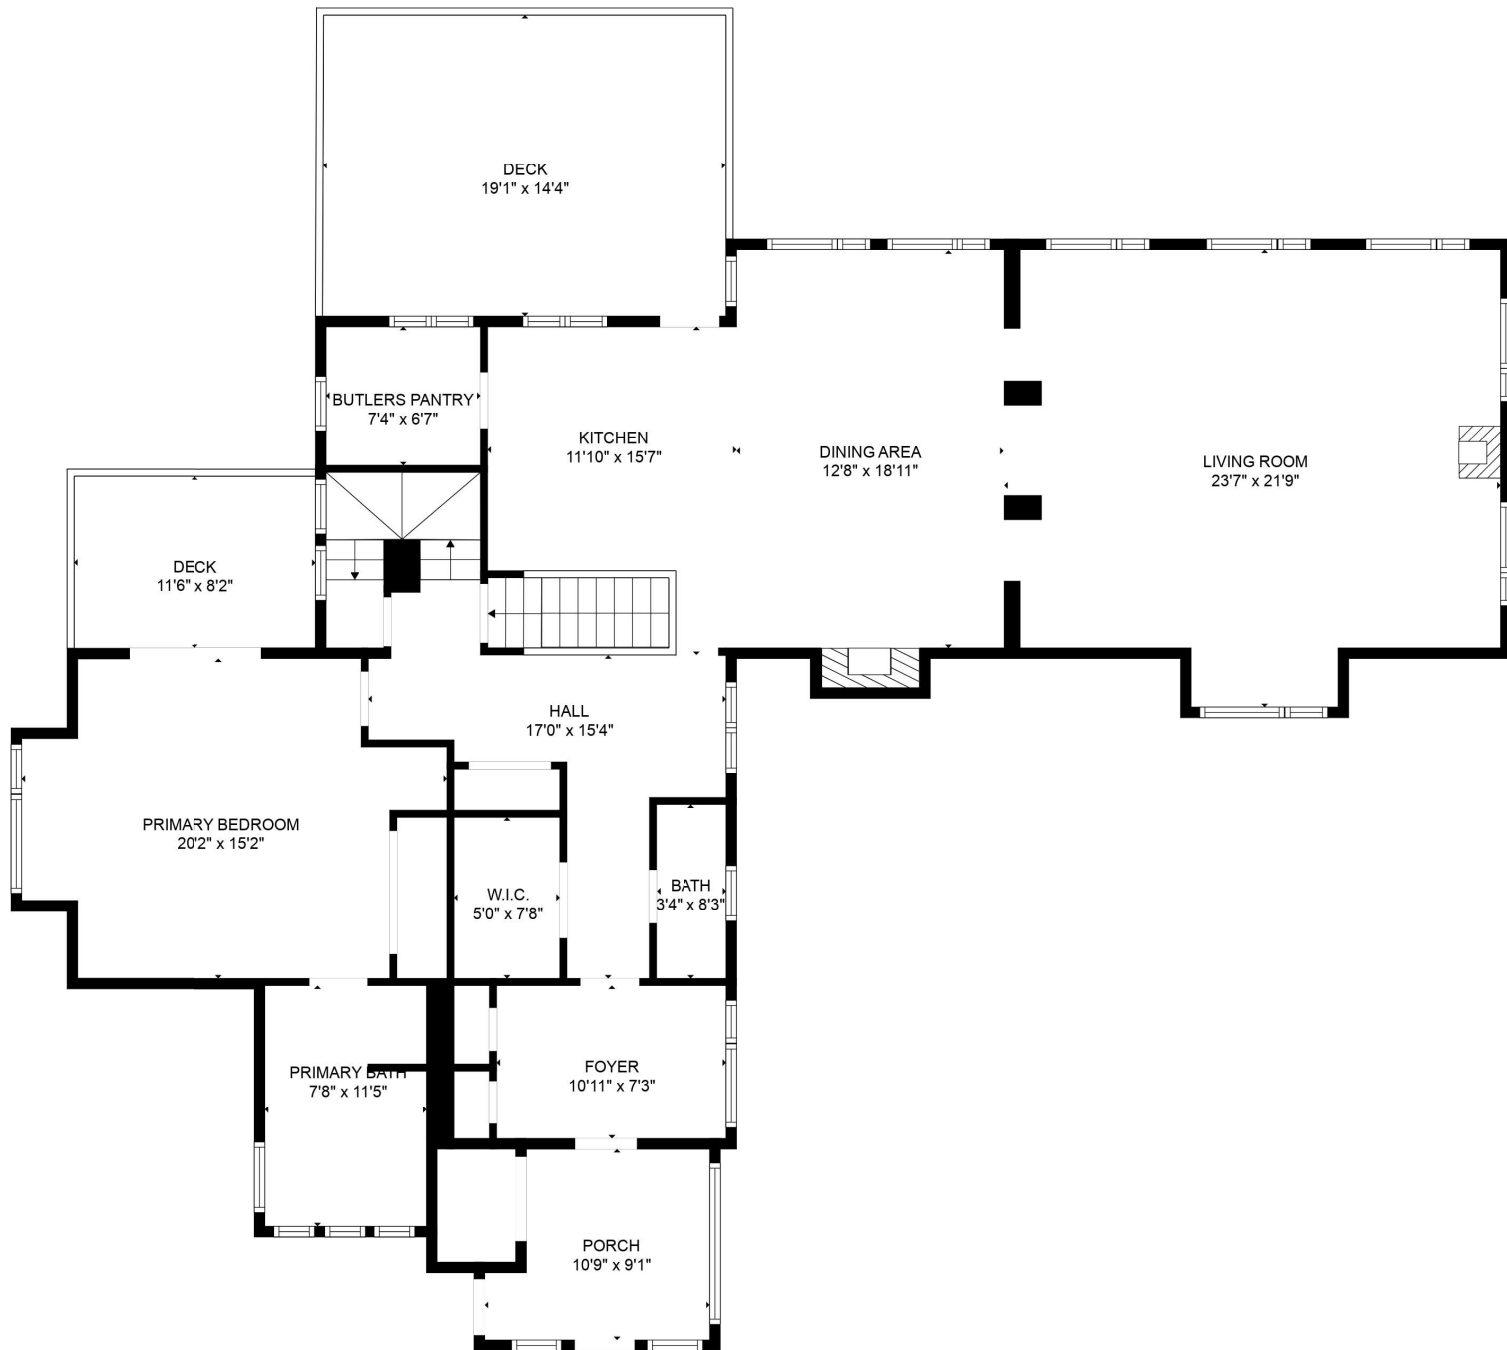 DECK
19'1" x 14'4"
BUTLERS PANTRY
7'4" x 6'7"
KITCHEN
11'10" x 15'7"
DINING AREA
12'8" x 18'11"
LIVING ROOM
23'7" x 21'9"
DECK
11'6" x 8'2"
HALL
17'0" x 15'4"
PRIMARY BEDROOM
20'2" x 15'2"
W.I.C.
5'0" x 7'8"
BATH
3'4" x 8'3"
PRIMARY BATH
7'8" x 11'5"
FOYER
10'11" x 7'3"
PORCH
10'9" x 9'1"